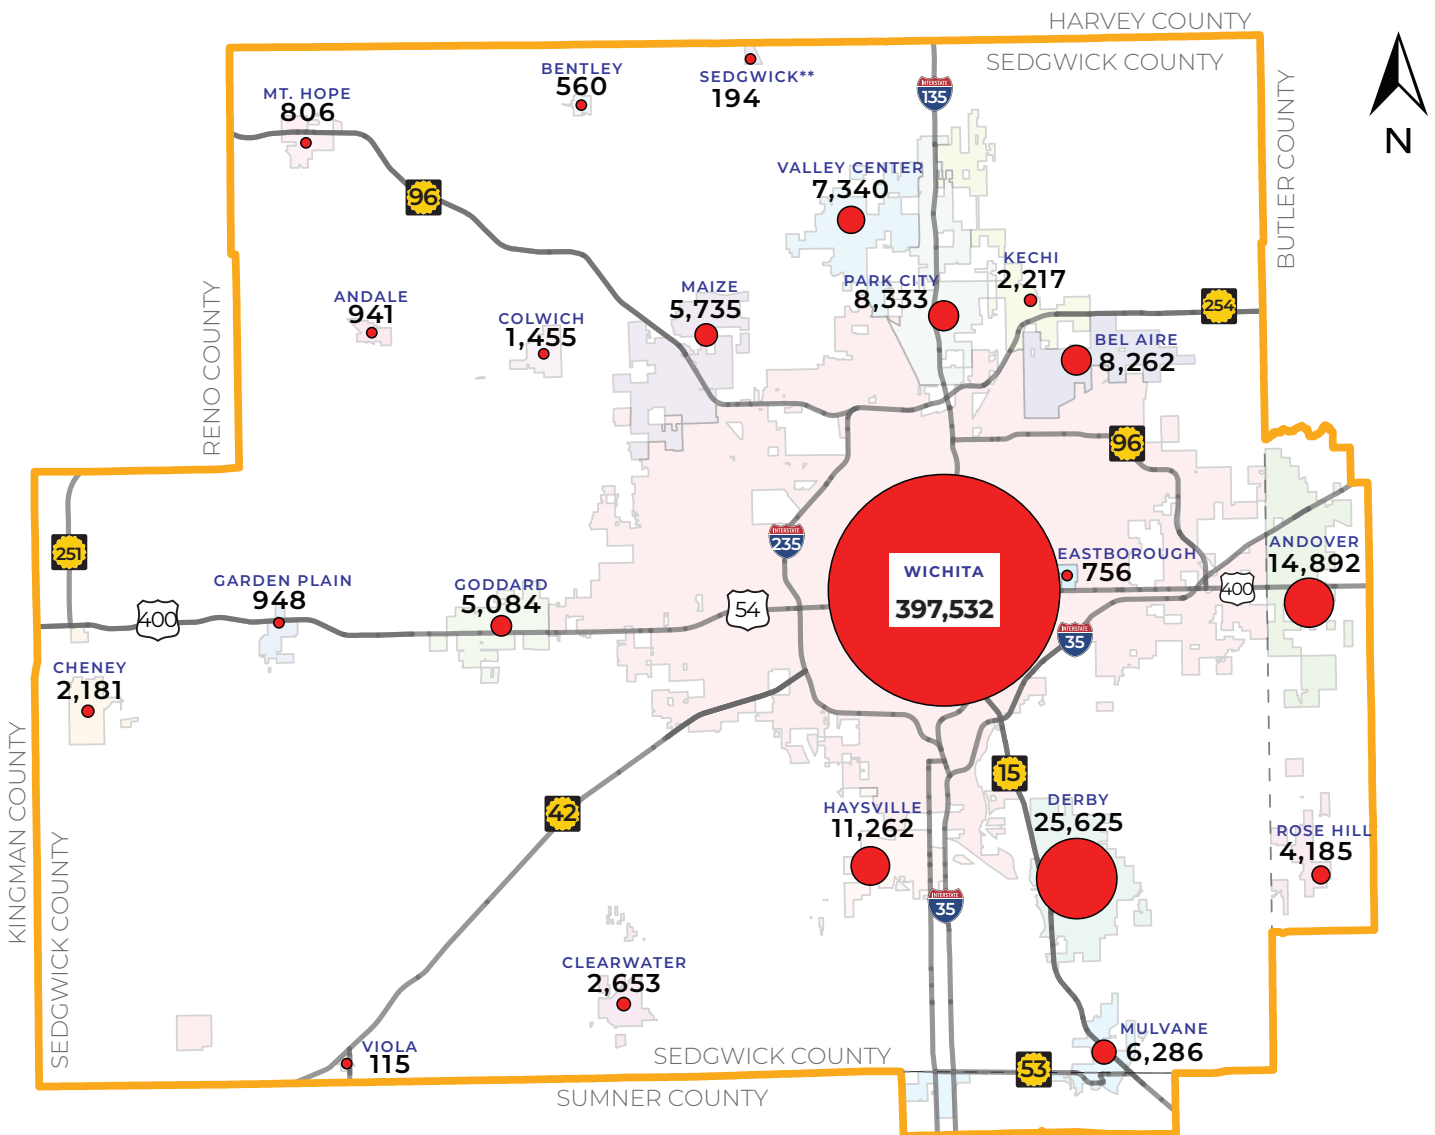 HARVEY COUNTY
SEDGWICK COUNTY
BENTLEY
560
SEDGWICK**
194
MT. HOPE
806
INTERSTATE
135
BUTLER COUNTY
N
VALLEY CENTER
7,340
96
KECHI
2,217
PARK CITY
8,333
MAIZE
5,735
ANDALE
941
COLWICH
1,455
254
RENO COUNTY
BEL AIRE
8,262
96
INTERSTATE
235
251
ANDOVER
14,892
EASTBOROUGH
756
WICHITA
397,532
GARDEN PLAIN
948
GODDARD
5,084
400
54
400
INTERSTATE
35
CHENEY
2,181
KINGMAN COUNTY
SEDGWICK COUNTY
15
42
HAYSVILLE
11,262
DERBY
25,625
ROSE HILL
4,185
INTERSTATE
35
CLEARWATER
2,653
VIOLA
115
SEDGWICK COUNTY
MULVANE
6,286
53
SUMNER COUNTY